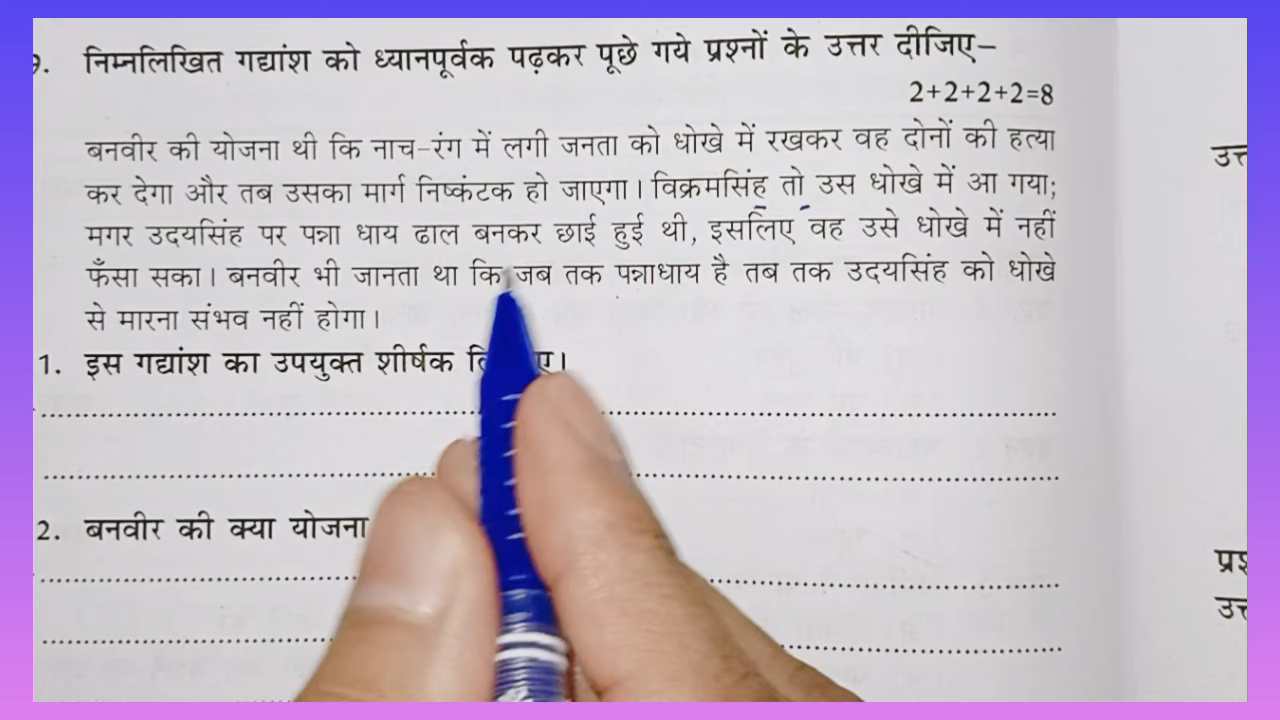 निम्नलिखित गद्यांश को ध्यानपूर्वक पढ़कर पूछे गये प्रश्नों के उत्तर दीजिए–
2+2+2+2=8
बनवीर की योजना थी कि नाच-रंग में लगी जनता को धोखे में रखकर वह दोनों की हत्या
कर देगा और तब उसका मार्ग निष्कंटक हो जाएगा। विक्रमसिंह तो उस धोखे में आ गया;
मगर उदयसिंह पर पन्ना धाय ढाल बनकर छाई हुई थी, इसलिए वह उसे धोखे में नहीं
फँसा सका। बनवीर भी जानता था कि जब तक पन्नाधाय है तब तक उदयसिंह को धोखे
से मारना संभव नहीं होगा।
1. इस गद्यांश का उपयुक्त शीर्षक
2. बनवीर की क्या योजना